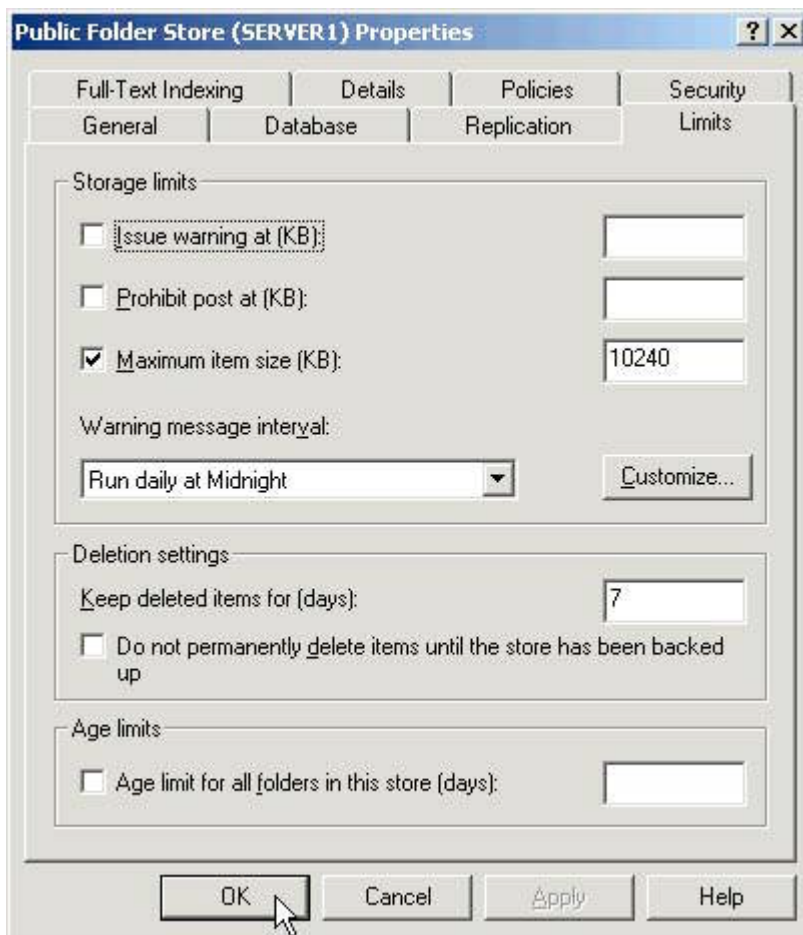 Public Folder Store (SERVER1) Properties
Full-Text Indexing Details Policies Security
General Database Replication Limits
Storage limits
Issue warning at (KB):
Prohibit post at (KB):
Maximum item size (KB): 10240
Warning message interval:
Run daily at Midnight Customize...
Deletion settings
Keep deleted items for (days): 7
Do not permanently delete items until the store has been backed
up
Age limits
Age limit for all folders in this store (days):
OK Cancel Apply Help